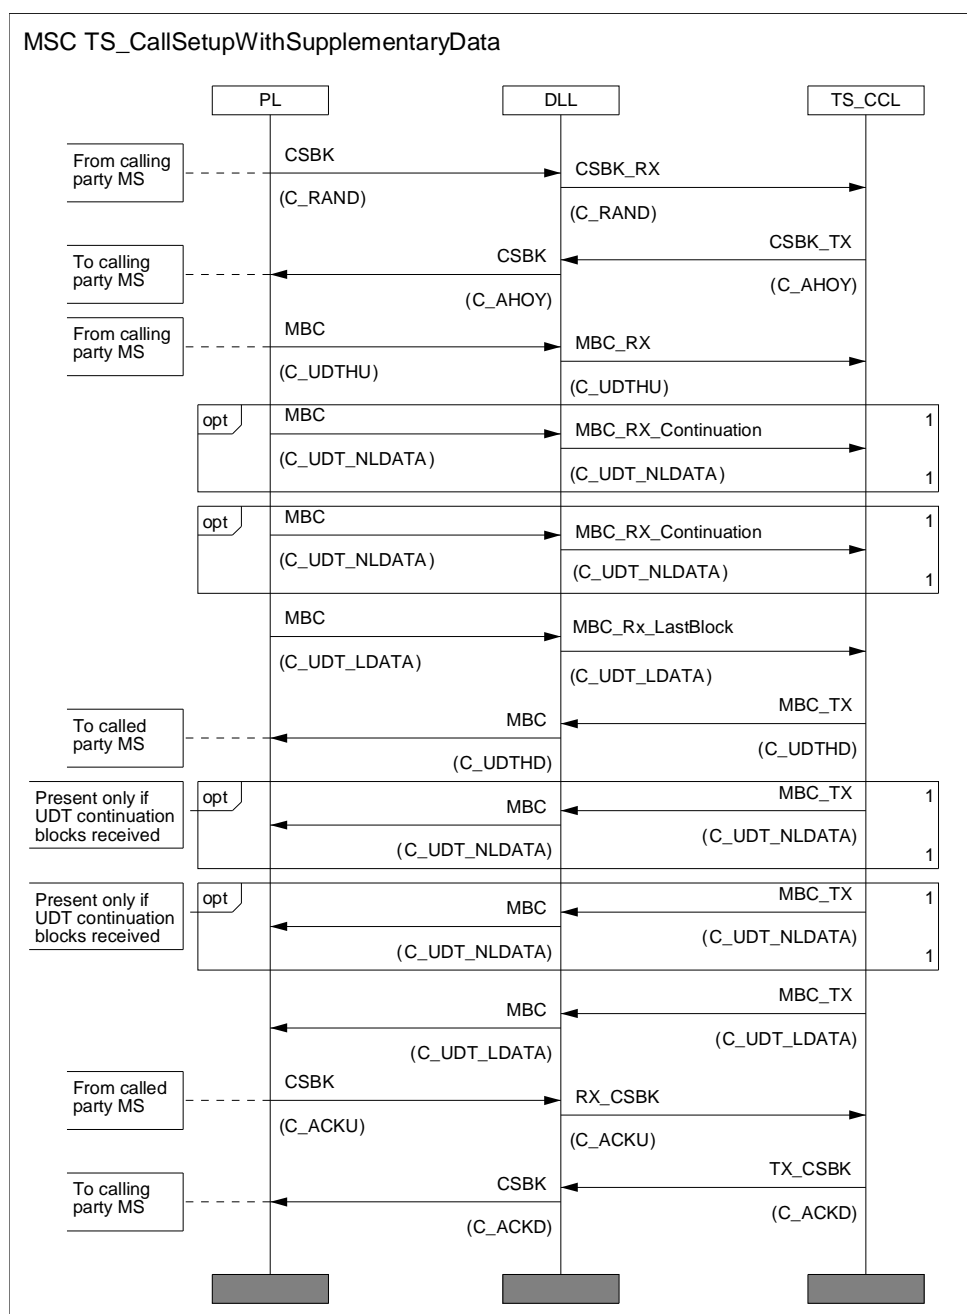 MSC TS_CallSetupWithSupplementaryData
PL
DLL
TS_CCL
From calling
party MS
CSBK
(C_RAND)
CSBK_RX
(C_RAND)
To calling
party MS
CSBK
(C_AHOY)
CSBK_TX
(C_AHOY)
From calling
party MS
MBC
(C_UDTHU)
MBC_RX
(C_UDTHU)
opt
MBC
(C_UDT_NLDATA)
MBC_RX_Continuation
(C_UDT_NLDATA)
1
1
opt
MBC
(C_UDT_NLDATA)
MBC_RX_Continuation
(C_UDT_NLDATA)
1
1
MBC
(C_UDT_LDATA)
MBC_Rx_LastBlock
(C_UDT_LDATA)
To called
party MS
MBC
(C_UDTHD)
MBC_TX
(C_UDTHD)
Present only if
UDT continuation
blocks received
opt
MBC
(C_UDT_NLDATA)
MBC_TX
(C_UDT_NLDATA)
1
1
Present only if
UDT continuation
blocks received
opt
MBC
(C_UDT_NLDATA)
MBC_TX
(C_UDT_NLDATA)
1
1
MBC
(C_UDT_LDATA)
MBC_TX
(C_UDT_LDATA)
From called
party MS
CSBK
(C_ACKU)
RX_CSBK
(C_ACKU)
To calling
party MS
CSBK
(C_ACKD)
TX_CSBK
(C_ACKD)